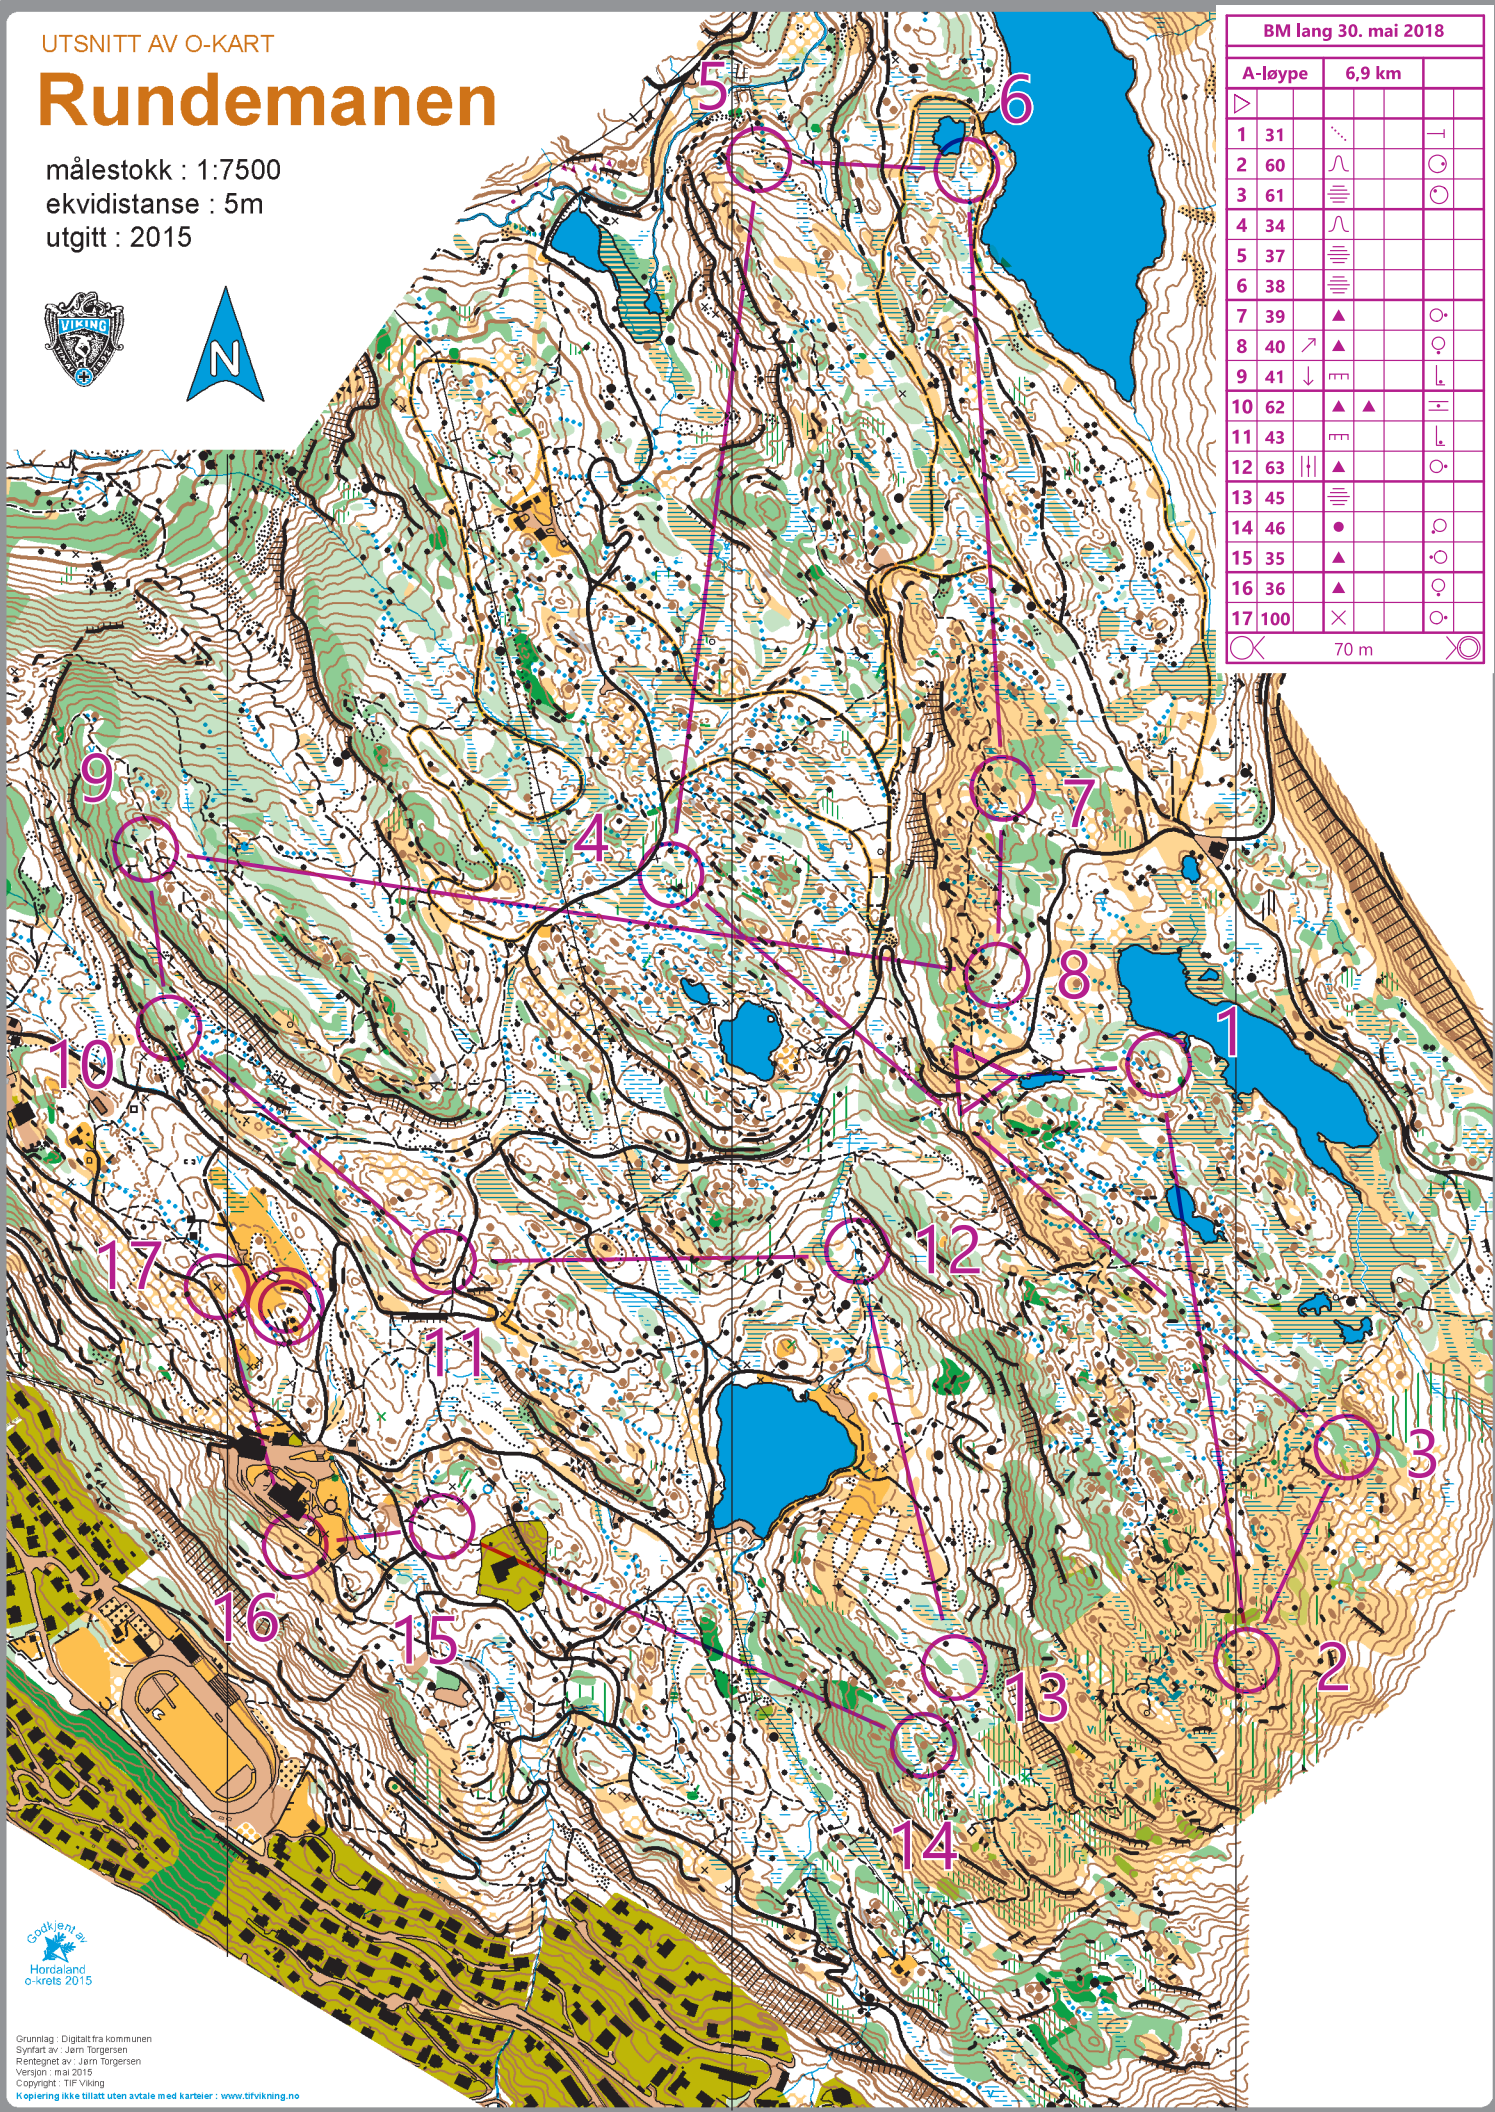 UTSNITT AV O-KART
Rundemanen
målestokk : 1:7500
ekvidistanse : 5m
utgitt : 2015
VIKING
N
BM lang 30. mai 2018
A-løype 6,9 km
1 31
2 60
3 61
4 34
5 37
6 38
7 39
8 40
9 41
10 62
11 43
12 63
13 45
14 46
15 35
16 36
17 100
70 m
5
6
9
4
7
8
1
10
17
12
11
3
2
16
15
13
14
Godkjent av
Hordaland
o-krets 2015
Grunnlag : Digitalt fra kommunen
Synfart av : Jørn Torgersen
Rentegnet av : Jørn Torgersen
Versjon : mai 2015
Copyright : TIF Viking
Kopiering ikke tillatt uten avtale med karteier : www.tifvikning.no